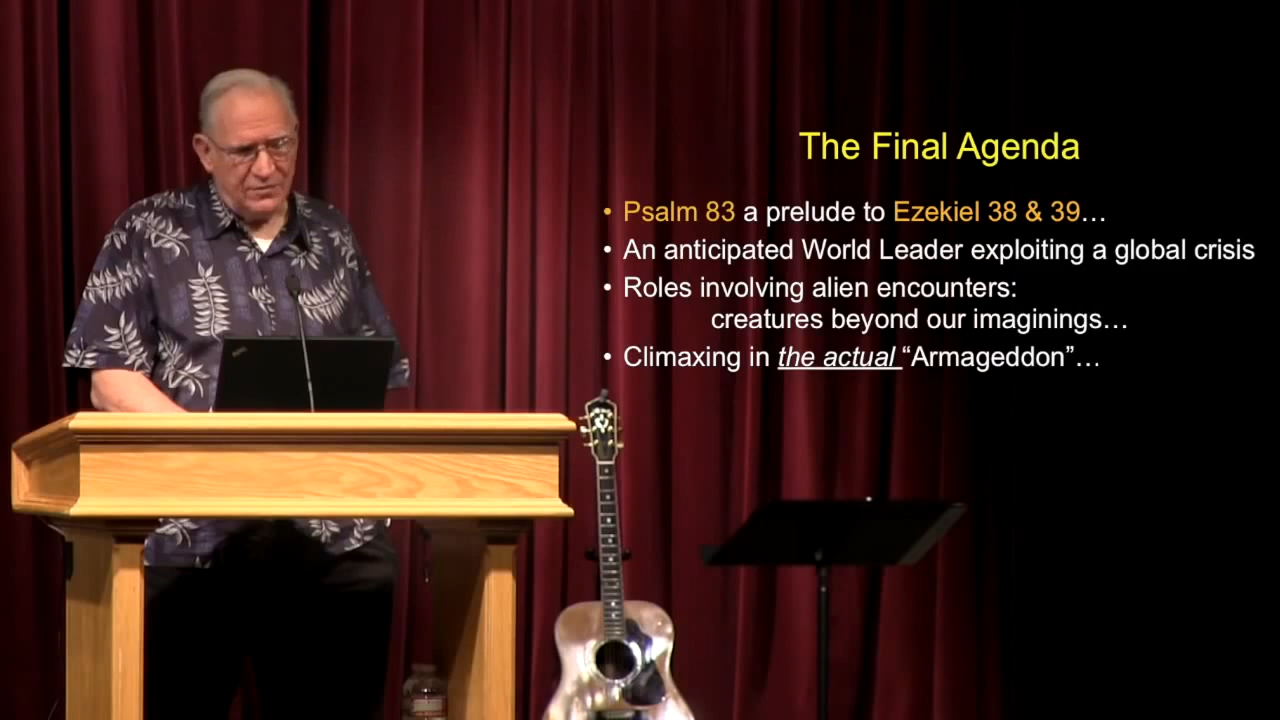 The Final Agenda
• Psalm 83 a prelude to Ezekiel 38 & 39…
• An anticipated World Leader exploiting a global crisis
• Roles involving alien encounters:
creatures beyond our imaginings…
• Climaxing in the actual “Armageddon”…